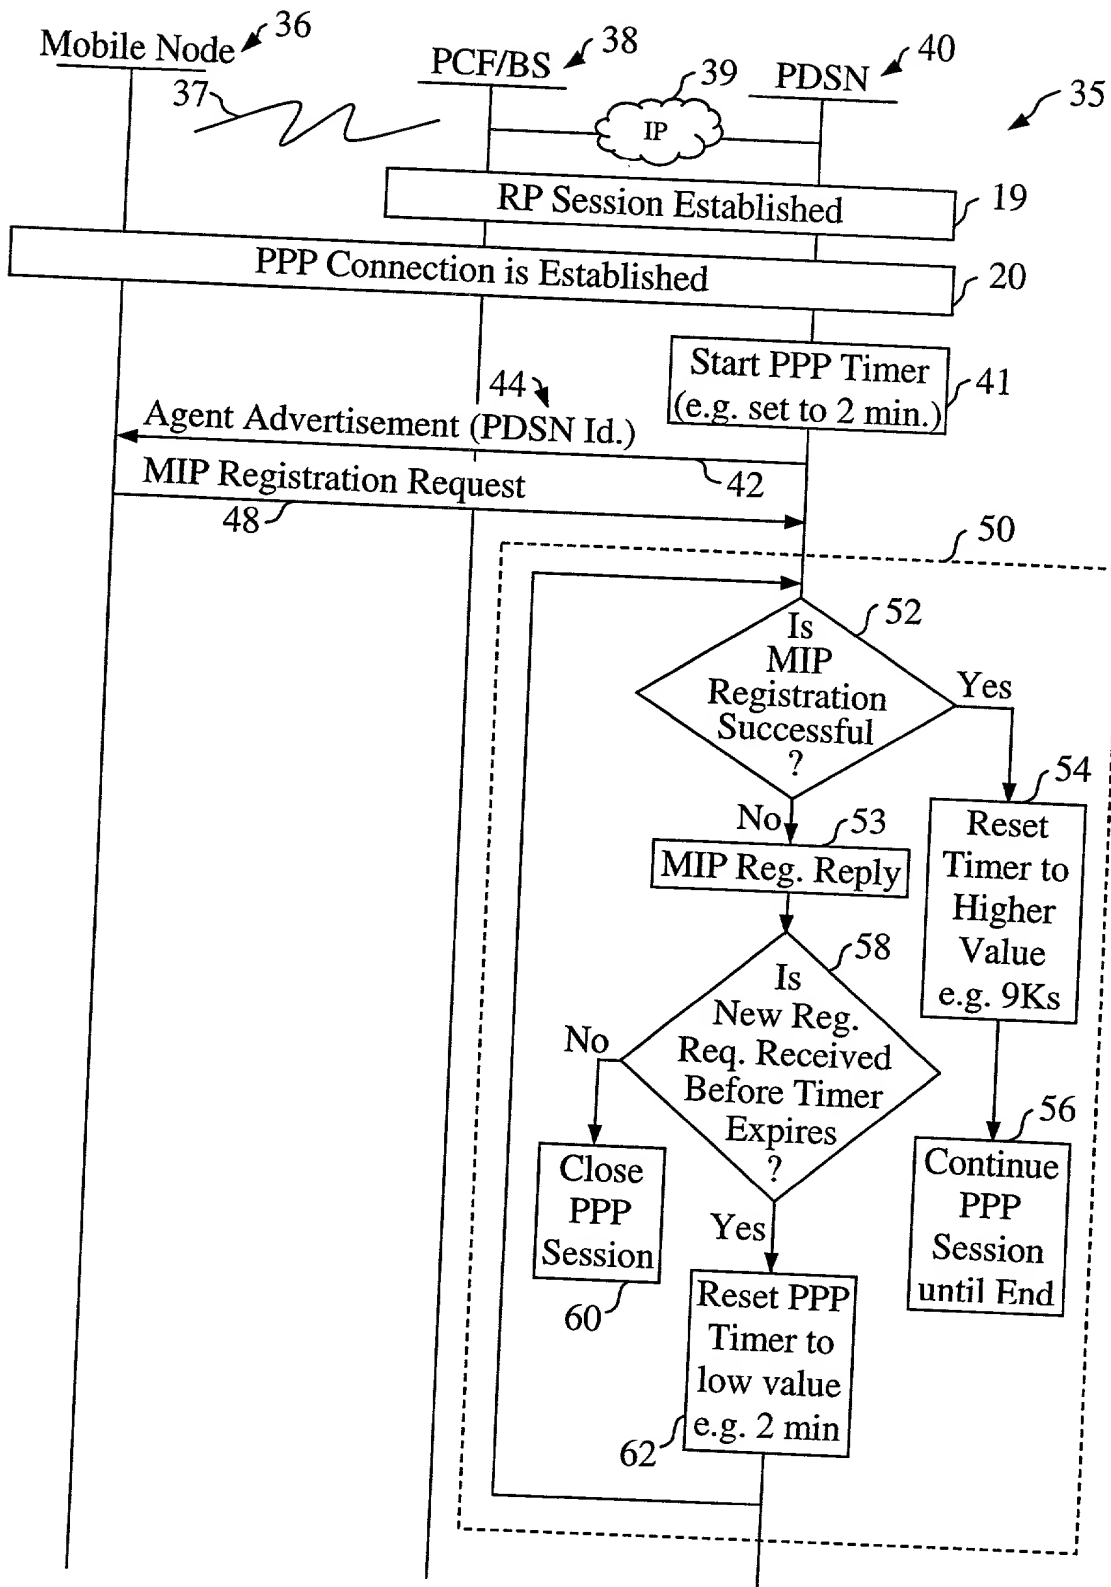 Mobile Node
36
PCF/BS
38
39
PDSN
40
35
37
IP
RP Session Established
19
PPP Connection is Established
20
Start PPP Timer
(e.g. set to 2 min.)
41
44
Agent Advertisement (PDSN Id.)
42
MIP Registration Request
48
50
Is
MIP
Registration
Successful
?
52
Yes
No
54
Reset
Timer to
Higher
Value
e.g. 9Ks
53
MIP Reg. Reply
58
Is
New Reg.
Req. Received
Before Timer
Expires
?
No
Yes
56
Continue
PPP
Session
until End
Close
PPP
Session
60
Reset PPP
Timer to
low value
e.g. 2 min
62